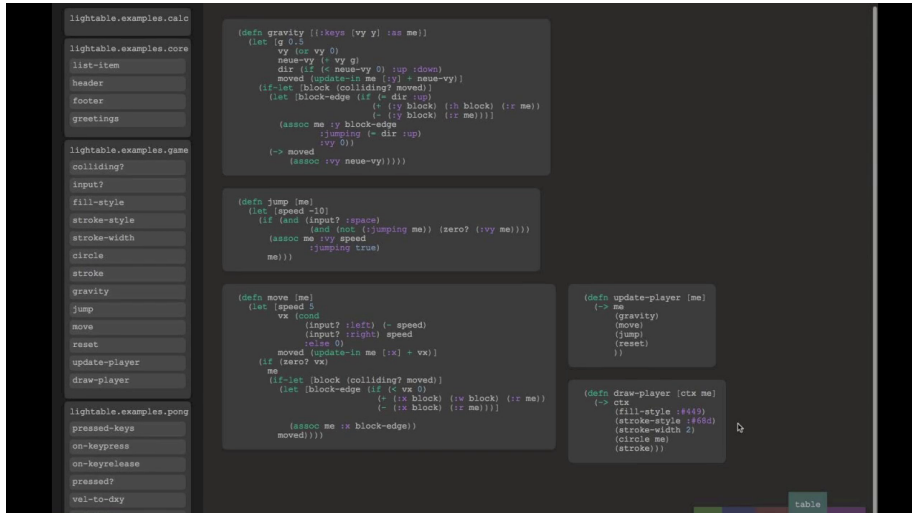 lightable.examples.calc
lightable.examples.core
list-item
header
footer
greetings
lightable.examples.game
colliding?
input?
fill-style
stroke-style
stroke-width
circle
stroke
gravity
jump
move
reset
update-player
draw-player
lightable.examples.pong
pressed-keys
on-keypress
on-keyrelease
pressed?
vel-to-dxy
(defn gravity [{:keys [vy y] :as me}]
(let [g 0.5
vy (or vy 0)
neue-vy (+ vy g)
dir (if (< neue-vy 0) :up :down)
moved (update-in me [:y] + neue-vy)]
(if-let [block (colliding? moved)]
(let [block-edge (if (= dir :up)
(+ (:y block) (:h block) (:r me))
(- (:y block) (:r me)))]
(assoc me :y block-edge
:jumping (= dir :up)
:vy 0))
(-> moved
(assoc :vy neue-vy)))))
(defn jump [me]
(let [speed -10]
(if (and (input? :space)
(and (not (:jumping me)) (zero? (:vy me))))
(assoc me :vy speed
:jumping true)
me)))
(defn move [me]
(let [speed 5
vx (cond
(input? :left) (- speed)
(input? :right) speed
:else 0)
moved (update-in me [:x] + vx)]
(if (zero? vx)
me
(if-let [block (colliding? moved)]
(let [block-edge (if (< vx 0)
(+ (:x block) (:w block) (:r me))
(- (:x block) (:r me)))]
(assoc me :x block-edge))
moved))))
(defn update-player [me]
(-> me
(gravity)
(move)
(jump)
(reset)
))
(defn draw-player [ctx me]
(-> ctx
(fill-style :#449)
(stroke-style :#68d)
(stroke-width 2)
(circle me)
(stroke)))
table